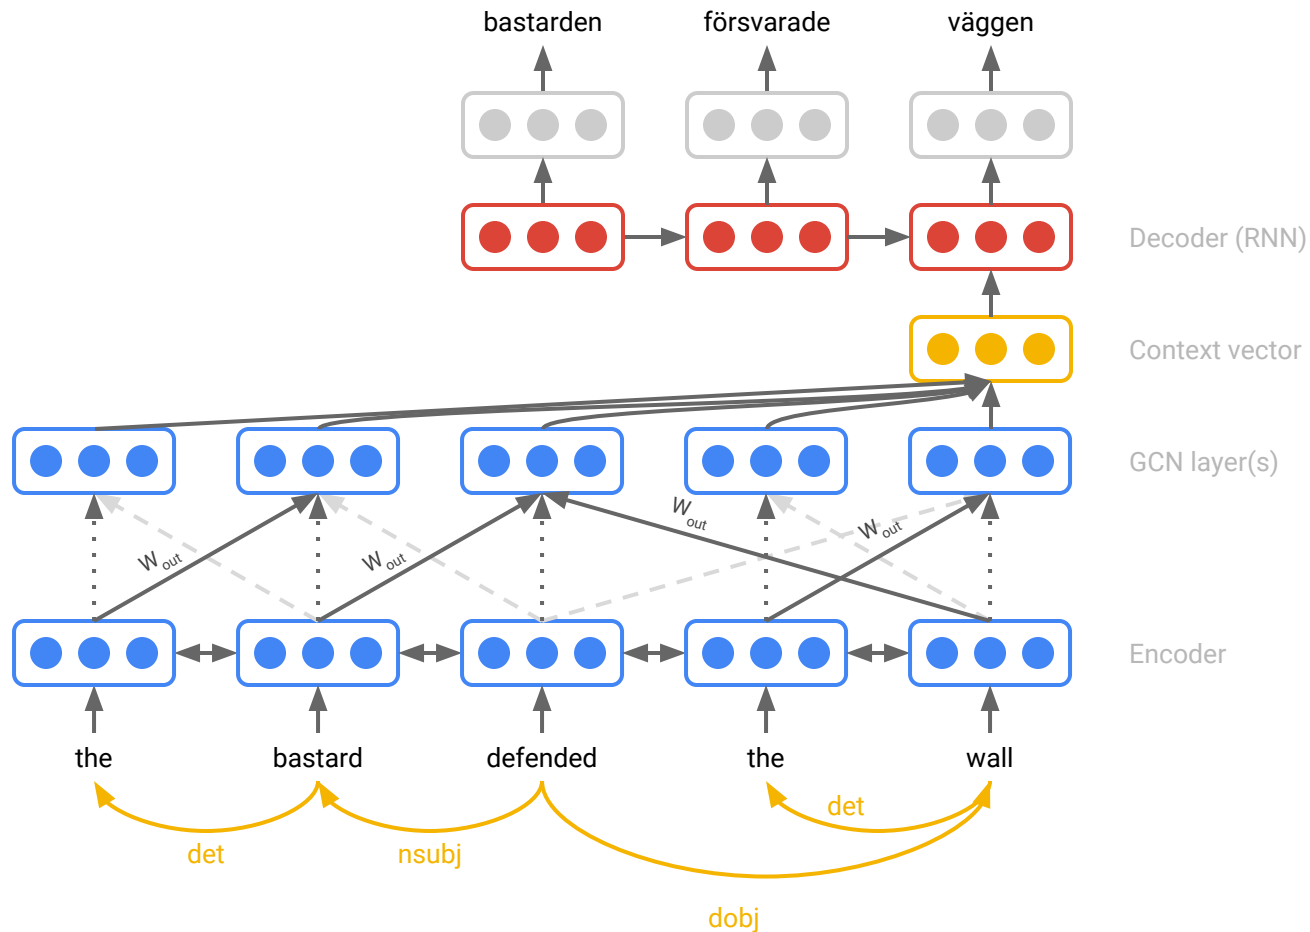 bastarden försvarade väggen
Decoder (RNN)
Context vector
GCN layer(s)
W out
W out
W out
W out
Encoder
the bastard defended the wall
det
det nsubj
dobj